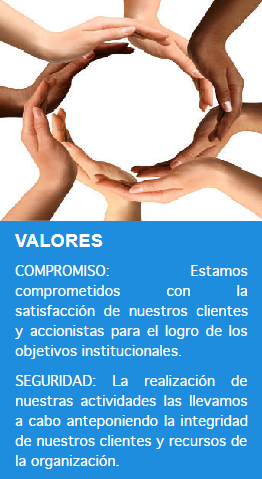 VALORES
COMPROMISO: Estamos
comprometidos con la
satisfacción de nuestros clientes
y accionistas para el logro de los
objetivos institucionales.
SEGURIDAD: La realización de
nuestras actividades las llevamos
a cabo anteponiendo la integridad
de nuestros clientes y recursos de
la organización.